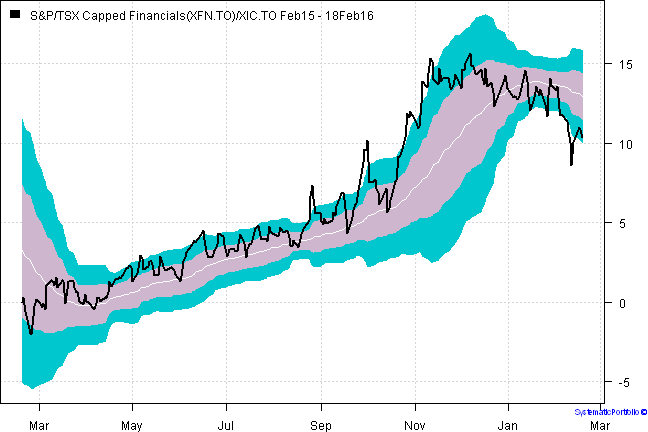 S&P/TSX Capped Financials(XFN.TO)/XIC.TO Feb15 - 18Feb16
15
10
5
0
-5
SystematicPortfolio ©
Mar May Jul Sep Nov Jan Mar